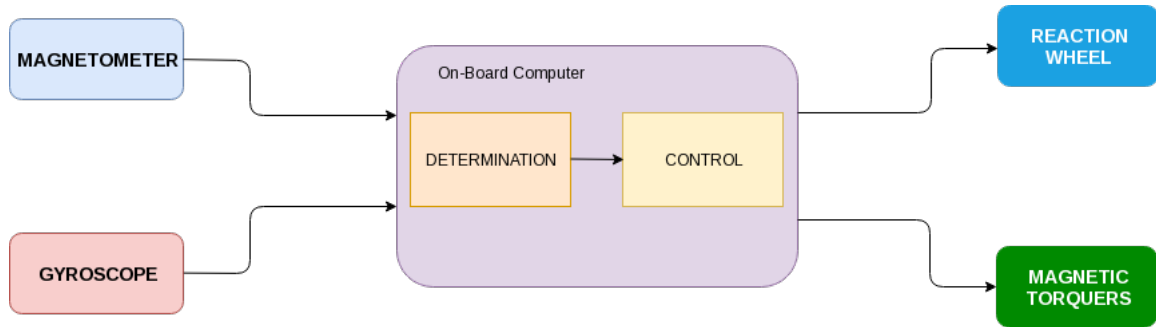 MAGNETOMETER
GYROSCOPE
On-Board Computer
DETERMINATION
CONTROL
REACTION
WHEEL
MAGNETIC
TORQUERS